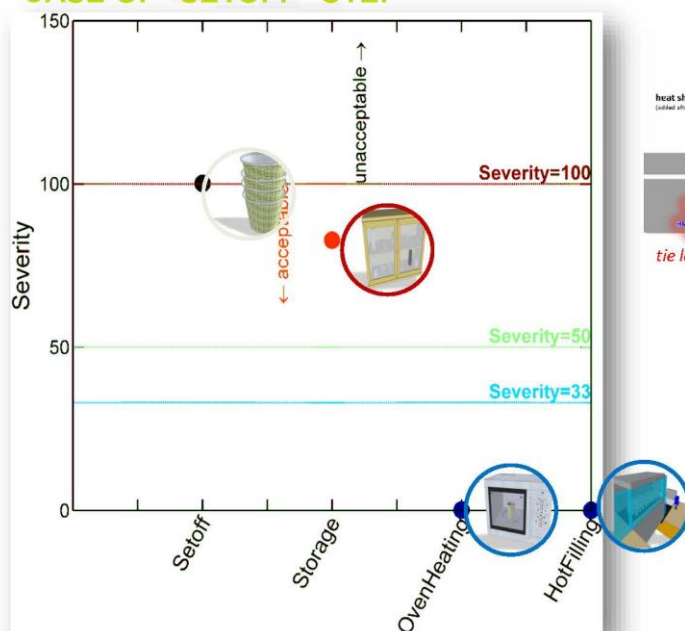 150
unacceptable →
Severity=100
100
← acceptable
Severity
Severity=50
50
Severity=33
0
Setoff
Storage
OvenHeating
HotFilling
heat sh
tie l